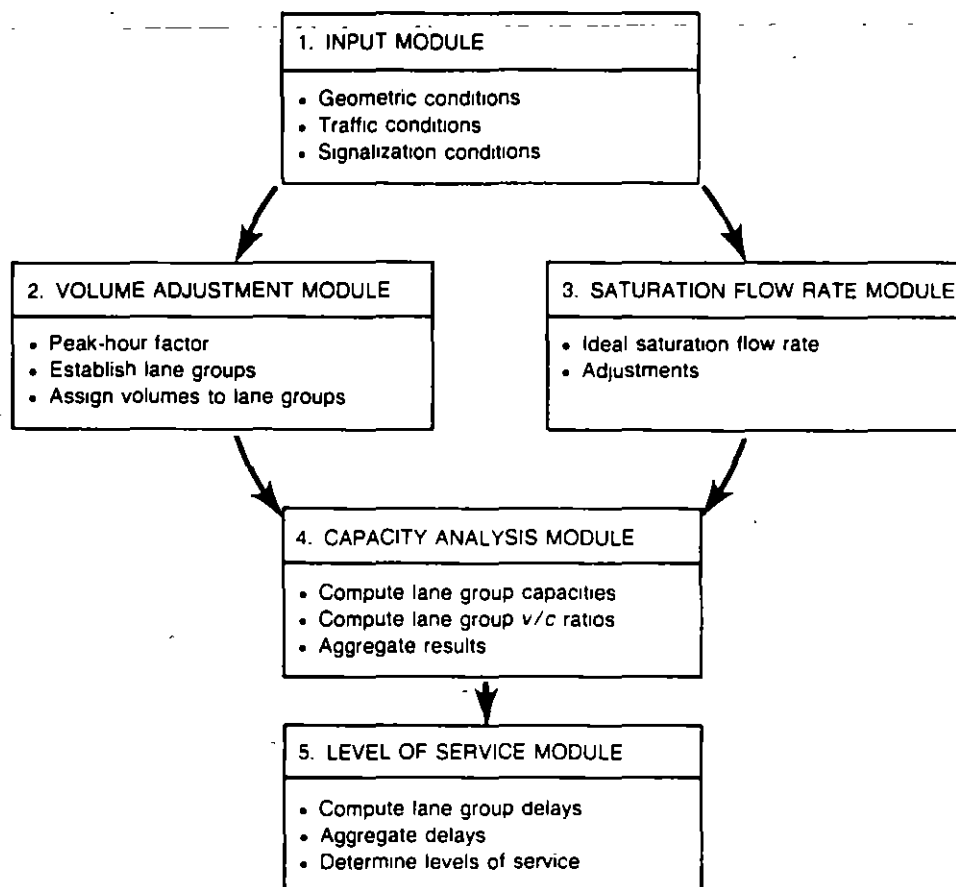 1. INPUT MODULE
• Geometric conditions
• Traffic conditions
• Signalization conditions
2. VOLUME ADJUSTMENT MODULE
• Peak-hour factor
• Establish lane groups
• Assign volumes to lane groups
3. SATURATION FLOW RATE MODULE
• Ideal saturation flow rate
• Adjustments
4. CAPACITY ANALYSIS MODULE
• Compute lane group capacities
• Compute lane group v/c ratios
• Aggregate results
5. LEVEL OF SERVICE MODULE
• Compute lane group delays
• Aggregate delays
• Determine levels of service